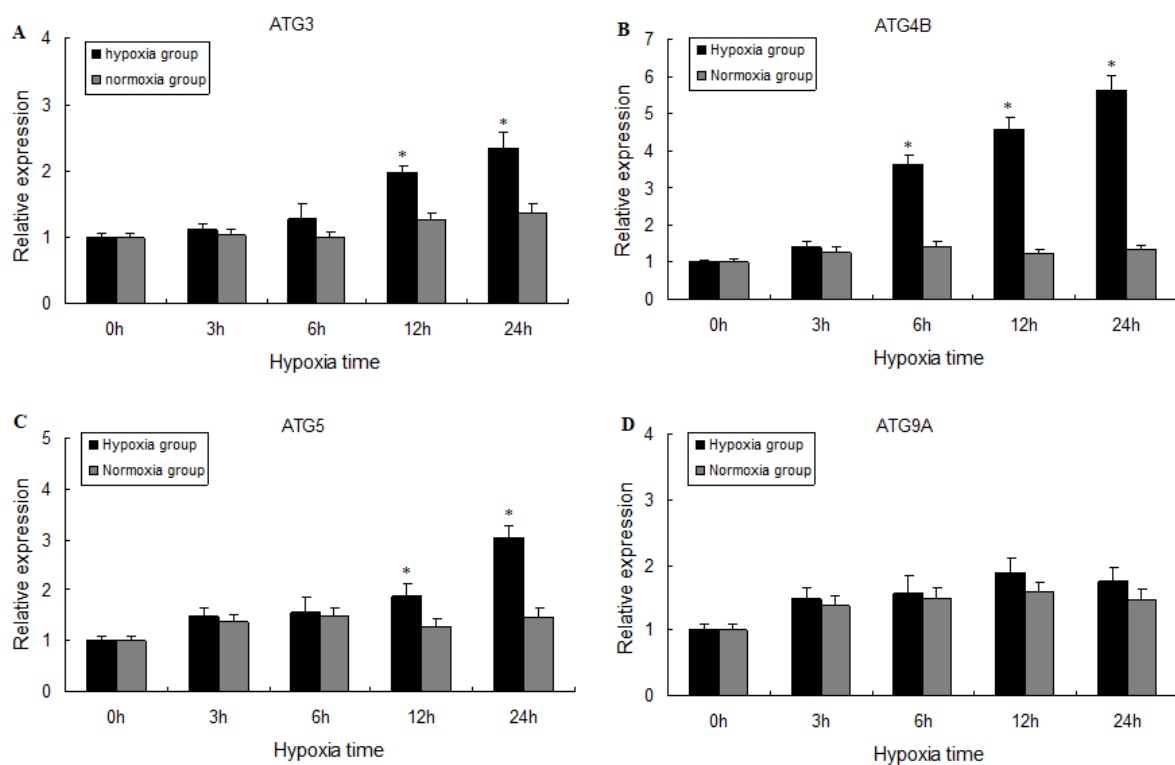 A
ATG3
hypoxia group
normoxia group
Relative expression
4
3
2
1
0
*
*
0h 3h 6h 12h 24h
Hypoxia time
B
ATG4B
Hypoxia group
Normoxia group
Relative expression
7
6
5
4
3
2
1
0
*
*
*
0h 3h 6h 12h 24h
Hypoxia time
C
ATG5
Hypoxia group
Normoxia group
Relative expression
5
4
3
2
1
0
*
*
0h 3h 6h 12h 24h
Hypoxia time
D
ATG9A
Hypoxia group
Normoxia group
Relative expression
4
3
2
1
0
0h 3h 6h 12h 24h
Hypoxia time